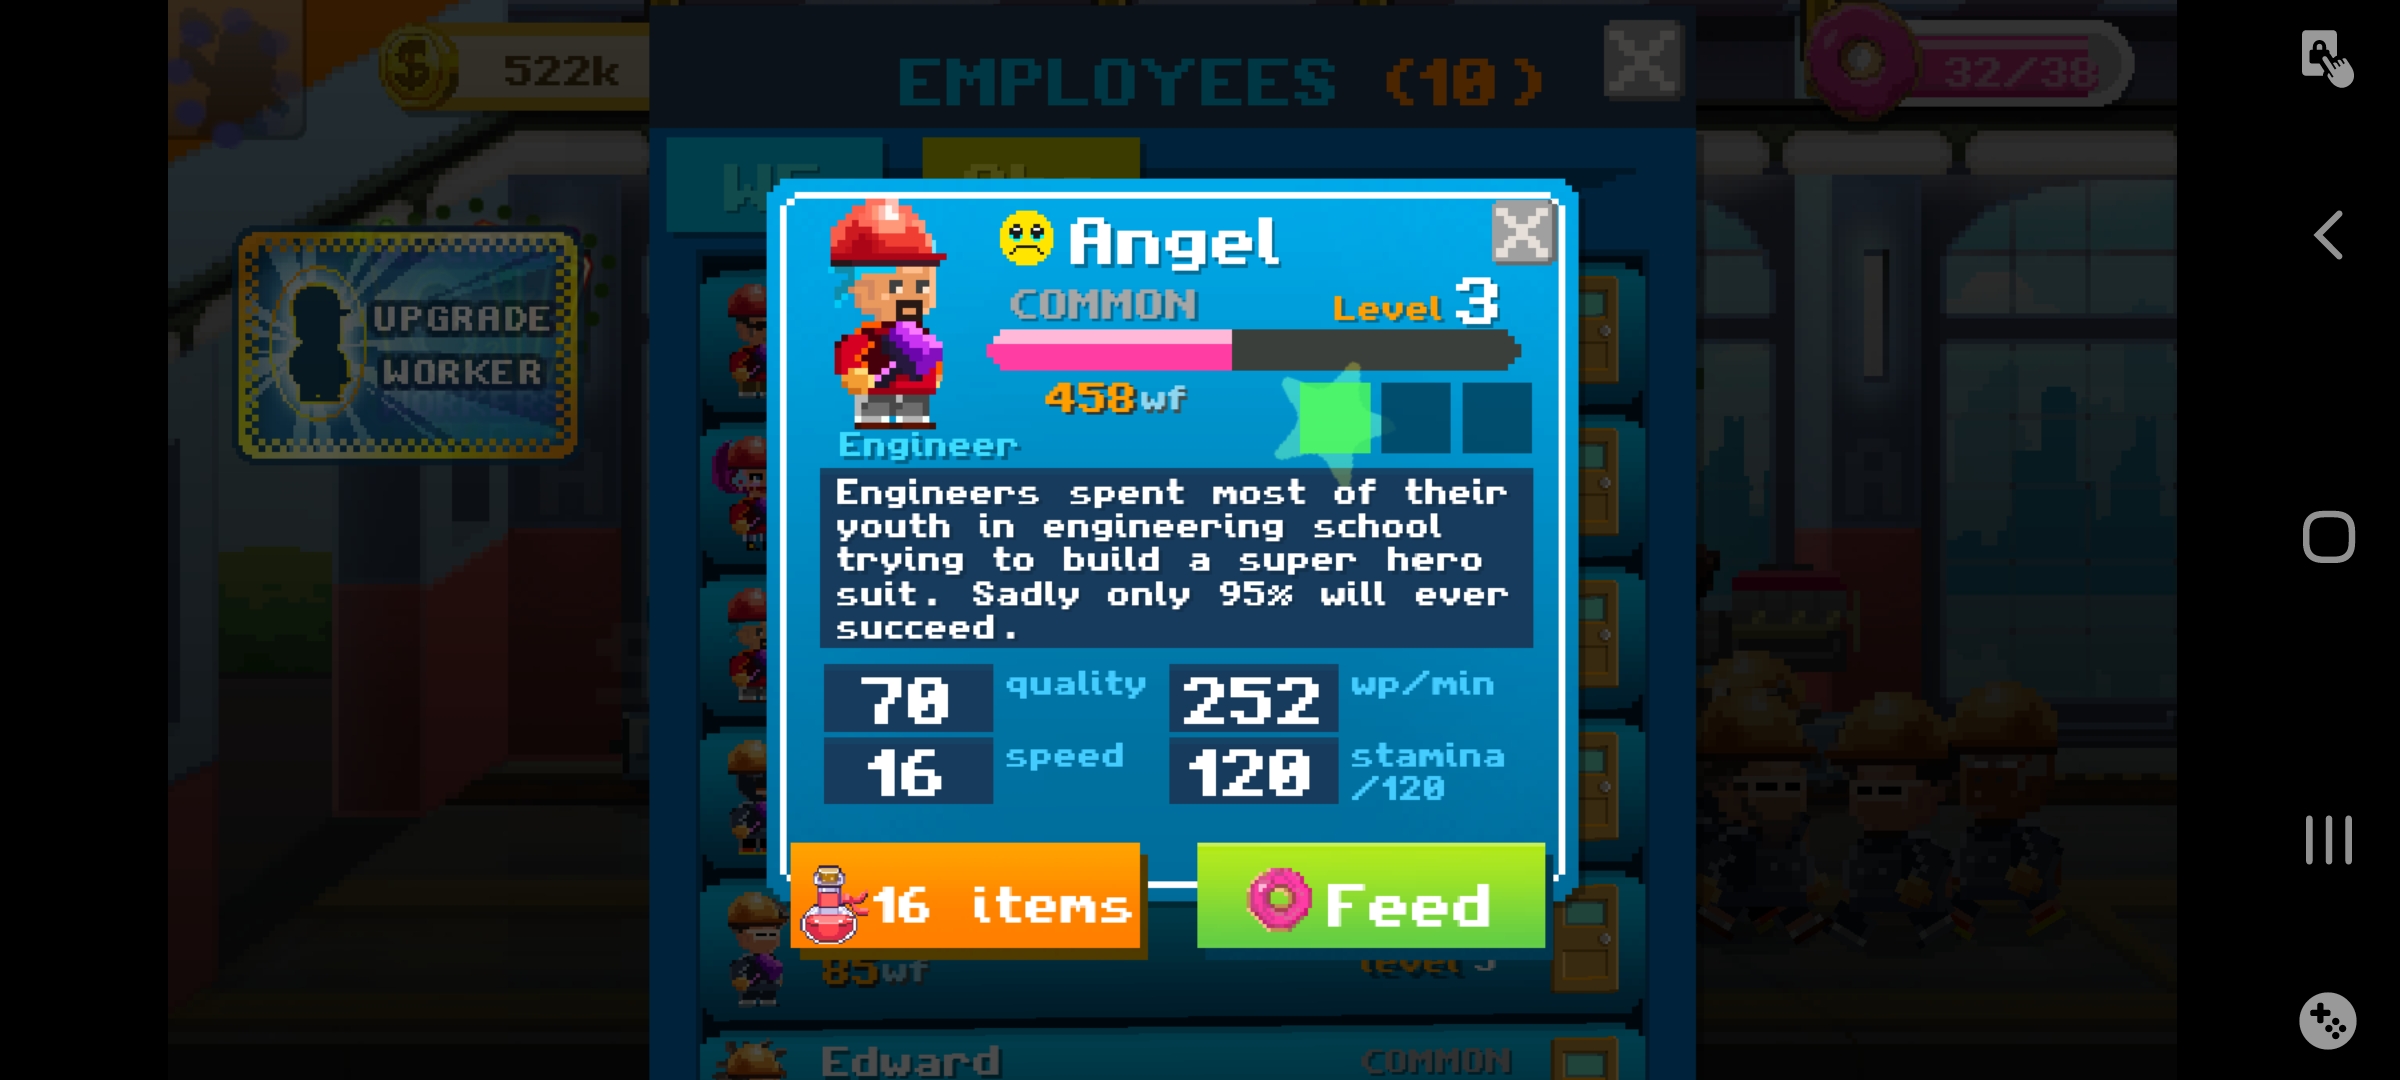 522k
EMPLOYEES (10)
32/38
UPGRADE
WORKER
Angel
COMMON
Level 3
458wf
Engineer
Engineers spent most of their
youth in engineering school
trying to build a super hero
suit. Sadly only 95% will ever
succeed.
70 quality
252 wp/min
16 speed
120 stamina
/120
16 items
Feed
85wf
level 3
Edward
COMMON